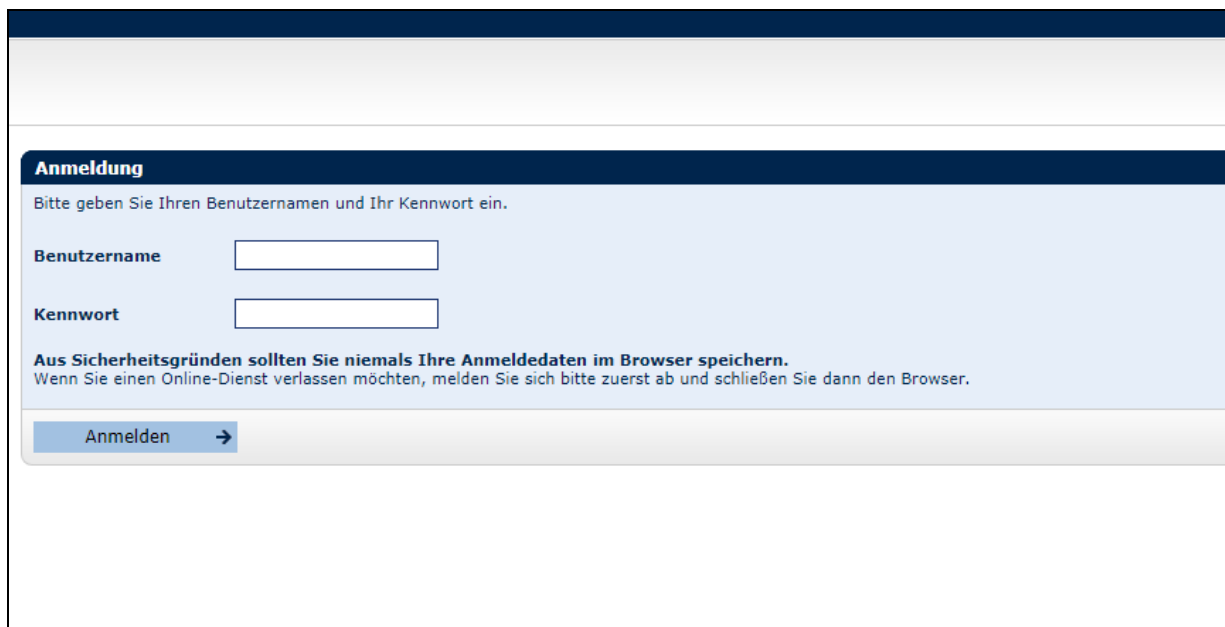 Anmeldung
Bitte geben Sie Ihren Benutzernamen und Ihr Kennwort ein.
Benutzername
Kennwort
Aus Sicherheitsgründen sollten Sie niemals Ihre Anmeldedaten im Browser speichern.
Wenn Sie einen Online-Dienst verlassen möchten, melden Sie sich bitte zuerst ab und schließen Sie dann den Browser.
Anmelden